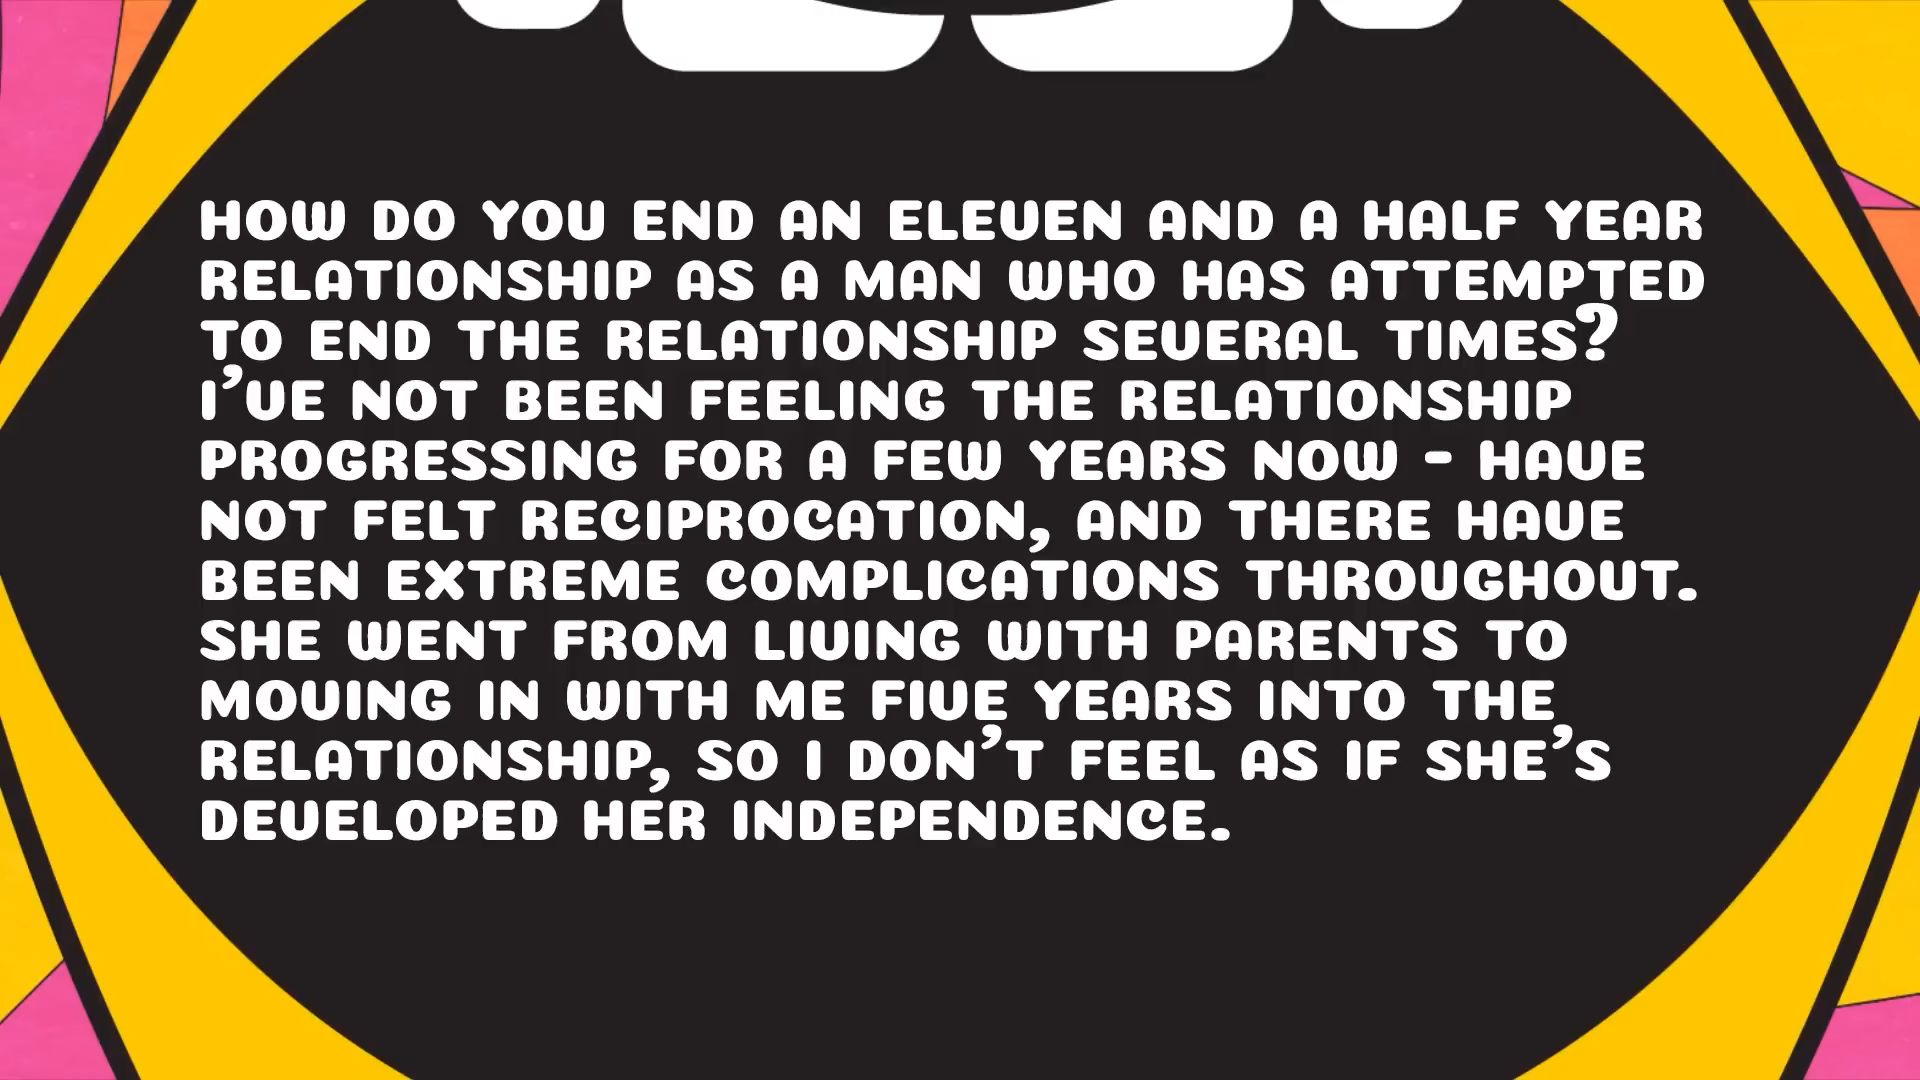 HOW DO YOU END AN ELEVEN AND A HALF YEAR
RELATIONSHIP AS A MAN WHO HAS ATTEMPTED
TO END THE RELATIONSHIP SEVERAL TIMES?
I'VE NOT BEEN FEELING THE RELATIONSHIP
PROGRESSING FOR A FEW YEARS NOW - HAVE
NOT FELT RECIPROCATION, AND THERE HAVE
BEEN EXTREME COMPLICATIONS THROUGHOUT.
SHE WENT FROM LIVING WITH PARENTS TO
MOVING IN WITH ME FIVE YEARS INTO THE
RELATIONSHIP, SO I DON'T FEEL AS IF SHE'S
DEVELOPED HER INDEPENDENCE.